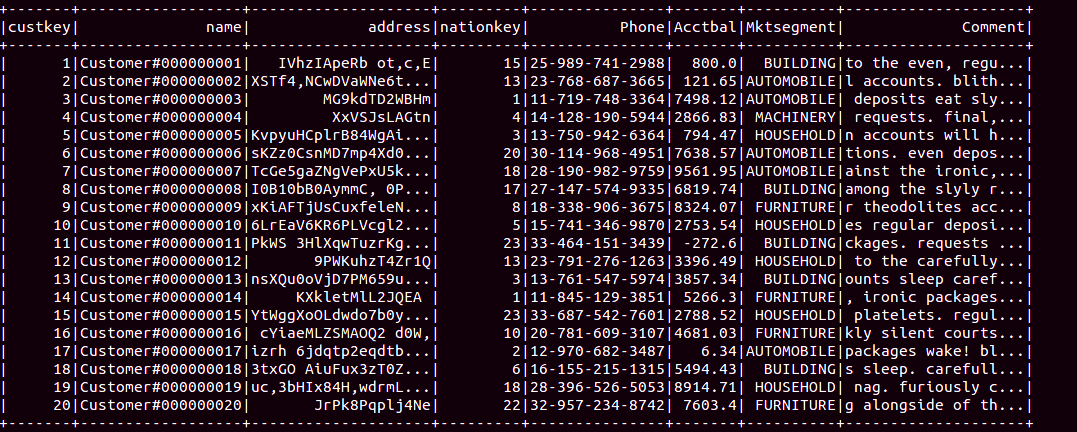 +-------+------------------+--------------------+---------+---------------+-------+----------+--------------------+
|custkey|              name|             address|nationkey|          Phone|Acctbal|Mktsegment|             Comment|
+-------+------------------+--------------------+---------+---------------+-------+----------+--------------------+
|      1|Customer#000000001|   IVhzIApeRb ot,c,E|       15|25-989-741-2988|  800.0|  BUILDING|to the even, regu...|
|      2|Customer#000000002|XSTf4,NCwDVaWNe6t...|       13|23-768-687-3665| 121.65|AUTOMOBILE|l accounts. blith...|
|      3|Customer#000000003|        MG9kdTD2WBHm|        1|11-719-748-3364|7498.12|AUTOMOBILE| deposits eat sly...|
|      4|Customer#000000004|         XxVSJsLAGtn|        4|14-128-190-5944|2866.83| MACHINERY| requests. final,...|
|      5|Customer#000000005|KvpyuHCplrB84WgAi...|        3|13-750-942-6364| 794.47| HOUSEHOLD|n accounts will h...|
|      6|Customer#000000006|sKZz0CsnMD7mp4Xd0...|       20|30-114-968-4951|7638.57|AUTOMOBILE|tions. even depos...|
|      7|Customer#000000007|TcGe5gaZNgVePxU5k...|       18|28-190-982-9759|9561.95|AUTOMOBILE|ainst the ironic,...|
|      8|Customer#000000008|I0B10bB0AymmC, 0P...|       17|27-147-574-9335|6819.74|  BUILDING|among the slyly r...|
|      9|Customer#000000009|xKiAFTjUsCuxfeleN...|        8|18-338-906-3675|8324.07| FURNITURE|r theodolites acc...|
|     10|Customer#000000010|6LrEaV6KR6PLVcgl2...|        5|15-741-346-9870|2753.54| HOUSEHOLD|es regular deposi...|
|     11|Customer#000000011|PkWS 3HlXqwTuzrKg...|       23|33-464-151-3439| -272.6|  BUILDING|ckages. requests ...|
|     12|Customer#000000012|       9PWKuhzT4Zr1Q|       13|23-791-276-1263|3396.49| HOUSEHOLD| to the carefully...|
|     13|Customer#000000013|nsXQu0oVjD7PM659u...|        3|13-761-547-5974|3857.34|  BUILDING|ounts sleep caref...|
|     14|Customer#000000014|     KXkletMlL2JQEA |        1|11-845-129-3851| 5266.3| FURNITURE|, ironic packages...|
|     15|Customer#000000015|YtWggXoOLdwdo7b0y...|       23|33-687-542-7601|2788.52| HOUSEHOLD| platelets. regul...|
|     16|Customer#000000016| cYiaeMLZSMAOQ2 d0W,|       10|20-781-609-3107|4681.03| FURNITURE|kly silent courts...|
|     17|Customer#000000017|izrh 6jdqtp2eqdtb...|        2|12-970-682-3487|   6.34|AUTOMOBILE|packages wake! bl...|
|     18|Customer#000000018|3txGO AiuFux3zT0Z...|        6|16-155-215-1315|5494.43|  BUILDING|s sleep. carefull...|
|     19|Customer#000000019|uc,3bHIx84H,wdrmL...|       18|28-396-526-5053|8914.71| HOUSEHOLD| nag. furiously c...|
|     20|Customer#000000020|       JrPk8Pqplj4Ne|       22|32-957-234-8742| 7603.4| FURNITURE|g alongside of th...|
+-------+------------------+--------------------+---------+---------------+-------+----------+--------------------+